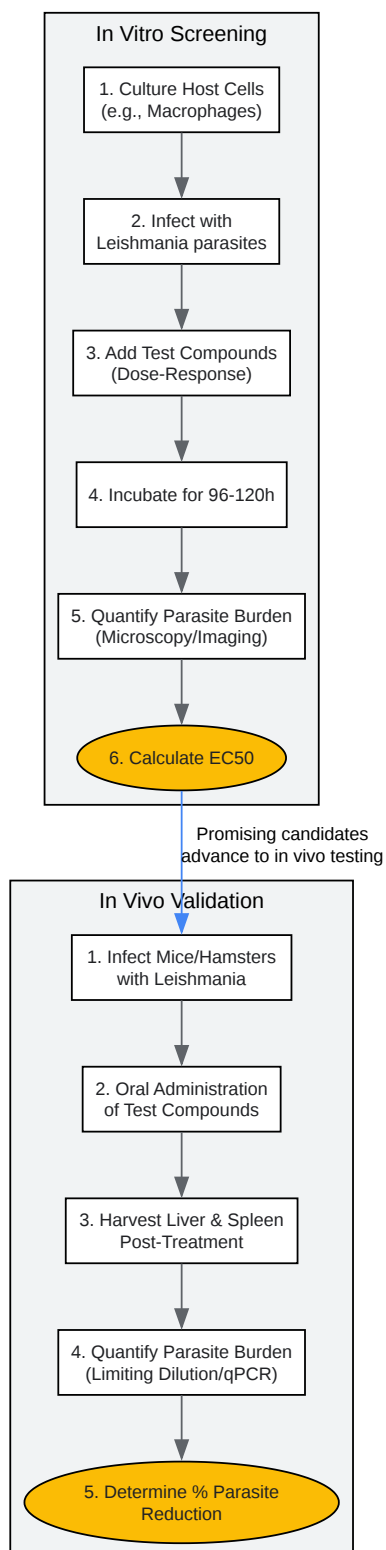 In Vitro Screening
1. Culture Host Cells
(e.g., Macrophages)
2. Infect with
Leishmania parasites
3. Add Test Compounds
(Dose-Response)
4. Incubate for 96-120h
5. Quantify Parasite Burden
(Microscopy/Imaging)
6. Calculate EC50
Promising candidates
advance to in vivo testing
In Vivo Validation
1. Infect Mice/Hamsters
with Leishmania
2. Oral Administration
of Test Compounds
3. Harvest Liver & Spleen
Post-Treatment
4. Quantify Parasite Burden
(Limiting Dilution/qPCR)
5. Determine % Parasite
Reduction